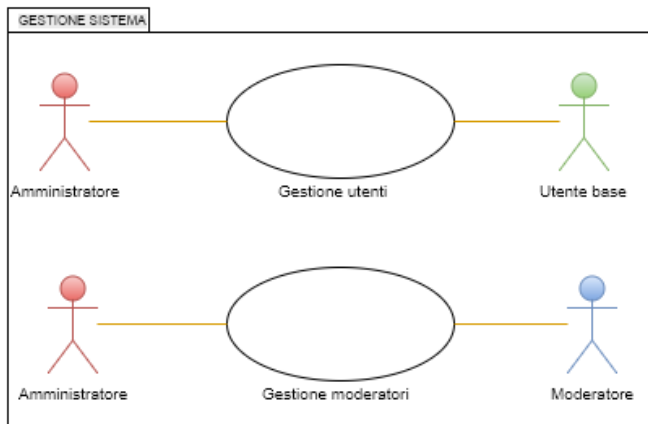 GESTIONE SISTEMA
Amministratore
Gestione utenti
Utente base
Amministratore
Gestione moderatori
Moderatore